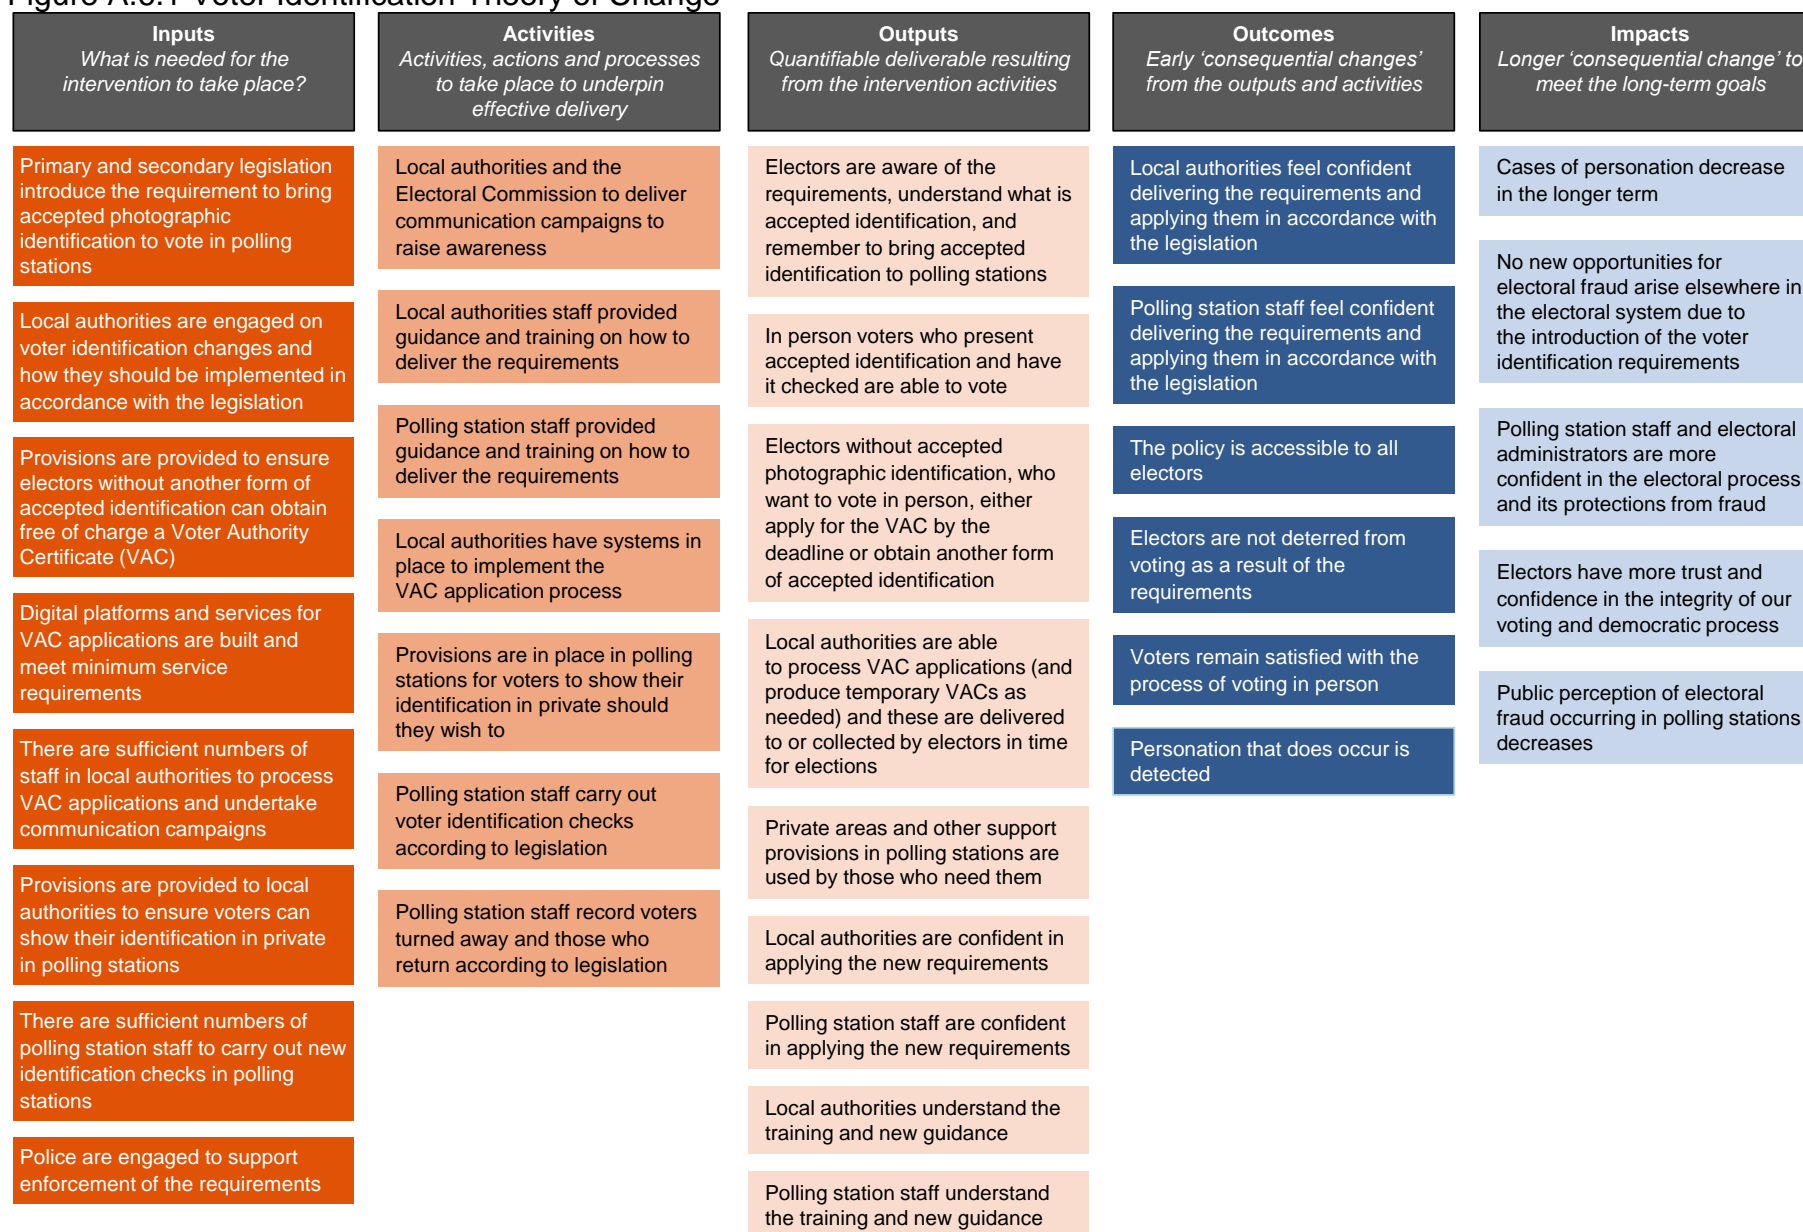 Figure A.3.1 Voter Identification Theory of Change
Inputs
What is needed for the
intervention to take place?
Primary and secondary legislation
introduce the requirement to bring
accepted photographic
identification to vote in polling
stations
Local authorities are engaged on
voter identification changes and
how they should be implemented in
accordance with the legislation
Provisions are provided to ensure
electors without another form of
accepted identification can obtain
free of charge a Voter Authority
Certificate (VAC)
Digital platforms and services for
VAC applications are built and
meet minimum service
requirements
There are sufficient numbers of
staff in local authorities to process
VAC applications and undertake
communication campaigns
Provisions are provided to local
authorities to ensure voters can
show their identification in private
in polling stations
There are sufficient numbers of
polling station staff to carry out new
identification checks in polling
stations
Police are engaged to support
enforcement of the requirements
Activities
Activities, actions and processes
to take place to underpin
effective delivery
Local authorities and the
Electoral Commission to deliver
communication campaigns to
raise awareness
Local authorities staff provided
guidance and training on how to
deliver the requirements
Polling station staff provided
guidance and training on how to
deliver the requirements
Local authorities have systems in
place to implement the
VAC application process
Provisions are in place in polling
stations for voters to show their
identification in private should
they wish to
Polling station staff carry out
voter identification checks
according to legislation
Polling station staff record voters
turned away and those who
return according to legislation
Outputs
Quantifiable deliverable resulting
from the intervention activities
Electors are aware of the
requirements, understand what is
accepted identification, and
remember to bring accepted
identification to polling stations
In person voters who present
accepted identification and have
it checked are able to vote
Electors without accepted
photographic identification, who
want to vote in person, either
apply for the VAC by the
deadline or obtain another form
of accepted identification
Local authorities are able
to process VAC applications (and
produce temporary VACs as
needed) and these are delivered
to or collected by electors in time
for elections
Private areas and other support
provisions in polling stations are
used by those who need them
Local authorities are confident in
applying the new requirements
Polling station staff are confident
in applying the new requirements
Local authorities understand the
training and new guidance
Polling station staff understand
the training and new guidance
Outcomes
Early ‘consequential changes’
from the outputs and activities
Local authorities feel confident
delivering the requirements and
applying them in accordance with
the legislation
Polling station staff feel confident
delivering the requirements and
applying them in accordance with
the legislation
The policy is accessible to all
electors
Electors are not deterred from
voting as a result of the
requirements
Voters remain satisfied with the
process of voting in person
Personation that does occur is
detected
Impacts
Longer ‘consequential change’ to
meet the long-term goals
Cases of personation decrease
in the longer term
No new opportunities for
electoral fraud arise elsewhere in
the electoral system due to
the introduction of the voter
identification requirements
Polling station staff and electoral
administrators are more
confident in the electoral process
and its protections from fraud
Electors have more trust and
confidence in the integrity of our
voting and democratic process
Public perception of electoral
fraud occurring in polling stations
decreases